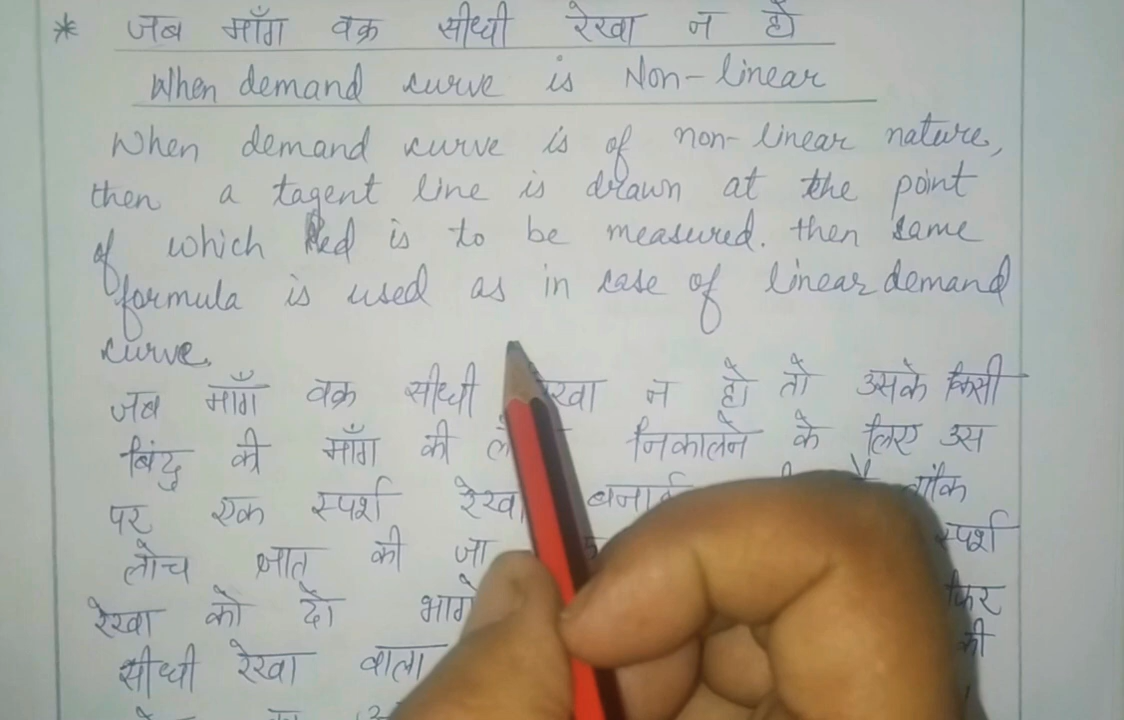 * जब माँग वक्र सीधी रेखा न हो
When demand curve is Non-linear
When demand curve is of non-linear nature,
then a tagent line is drawn at the point
of which ed is to be measured. then same
formula is used as in case of linear demand
curve.
जब माँग वक्र सीधी न हो तो उसके किसी
बिंदु की माँग की निकालने के लिए उस
पर एक स्पर्श रेखा
लोच ज्ञात की जा स्पर्श
रेखा को दो फिर
सीधी रेखा वाला की